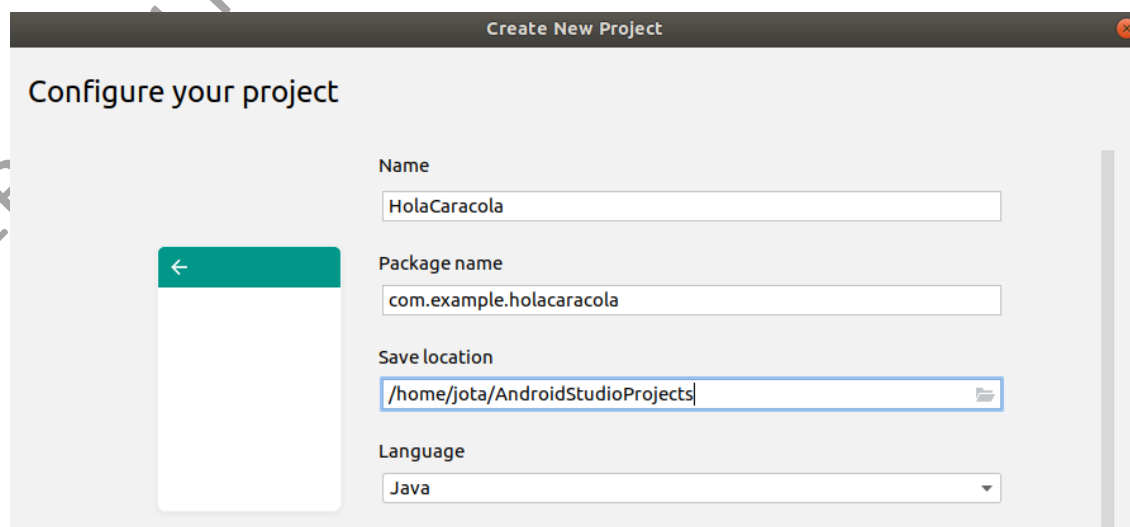 Create New Project
Configure your project
Name
HolaCaracola
Package name
com.example.holacaracola
Save location
/home/jota/AndroidStudioProjects
Language
Java